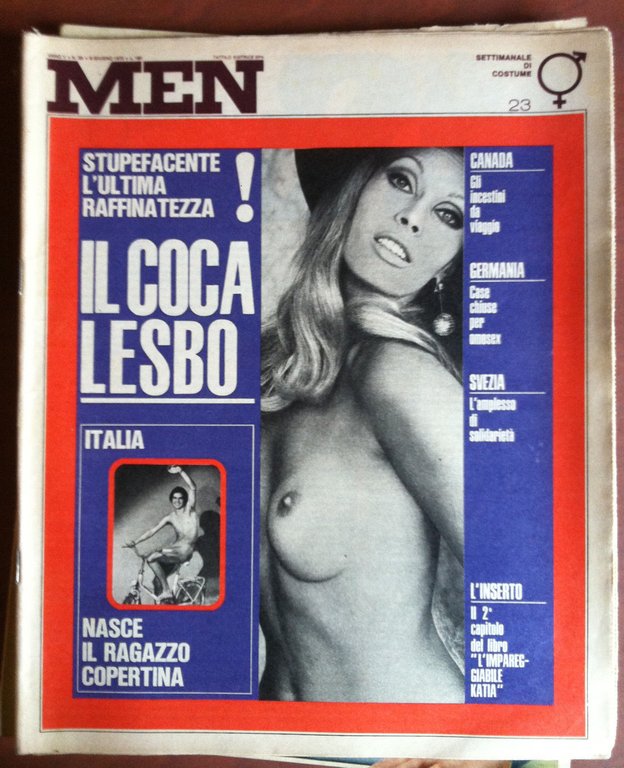 MEN
SETTIMANALE
DI
COSTUME
23
STUPEFACENTE
L'ULTIMA
RAFFINATEZZA
!
IL COCA
LESBO
ITALIA
NASCE
IL RAGAZZO
COPERTINA
CANADA
Gli
incestini
da
viaggio
GERMANIA
Case
chiuse
per
omosex
SVEZIA
L'amplesso
di
solidarietà
L'INSERTO
Il 2°
capitolo
del libro
"L'IMPAREG-
GIABILE
KATIA"